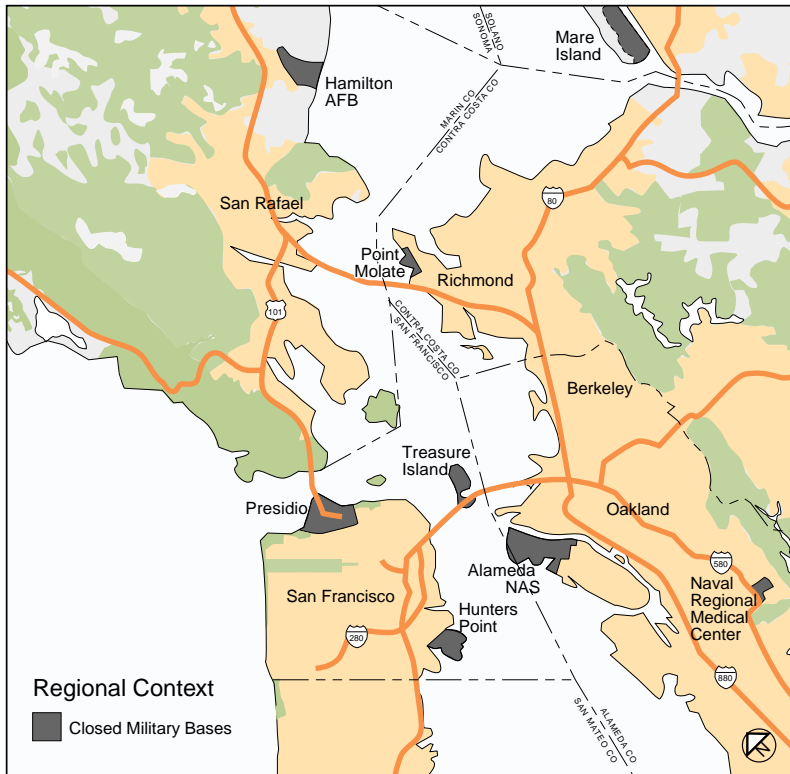 Mare
Island
SOLANO
SONOMA
Hamilton
AFB
MARIN CO
CONTRA COSTA CO
San Rafael
80
Point
Molate
Richmond
101
CONTRA COSTA CO
SAN FRANCISCO
Berkeley
Treasure
Island
Presidio
Oakland
Alameda
NAS
580
San Francisco
Naval
Regional
Medical
Center
Hunters
Point
280
880
Regional Context
Closed Military Bases
ALAMEDA CO
SAN MATEO CO